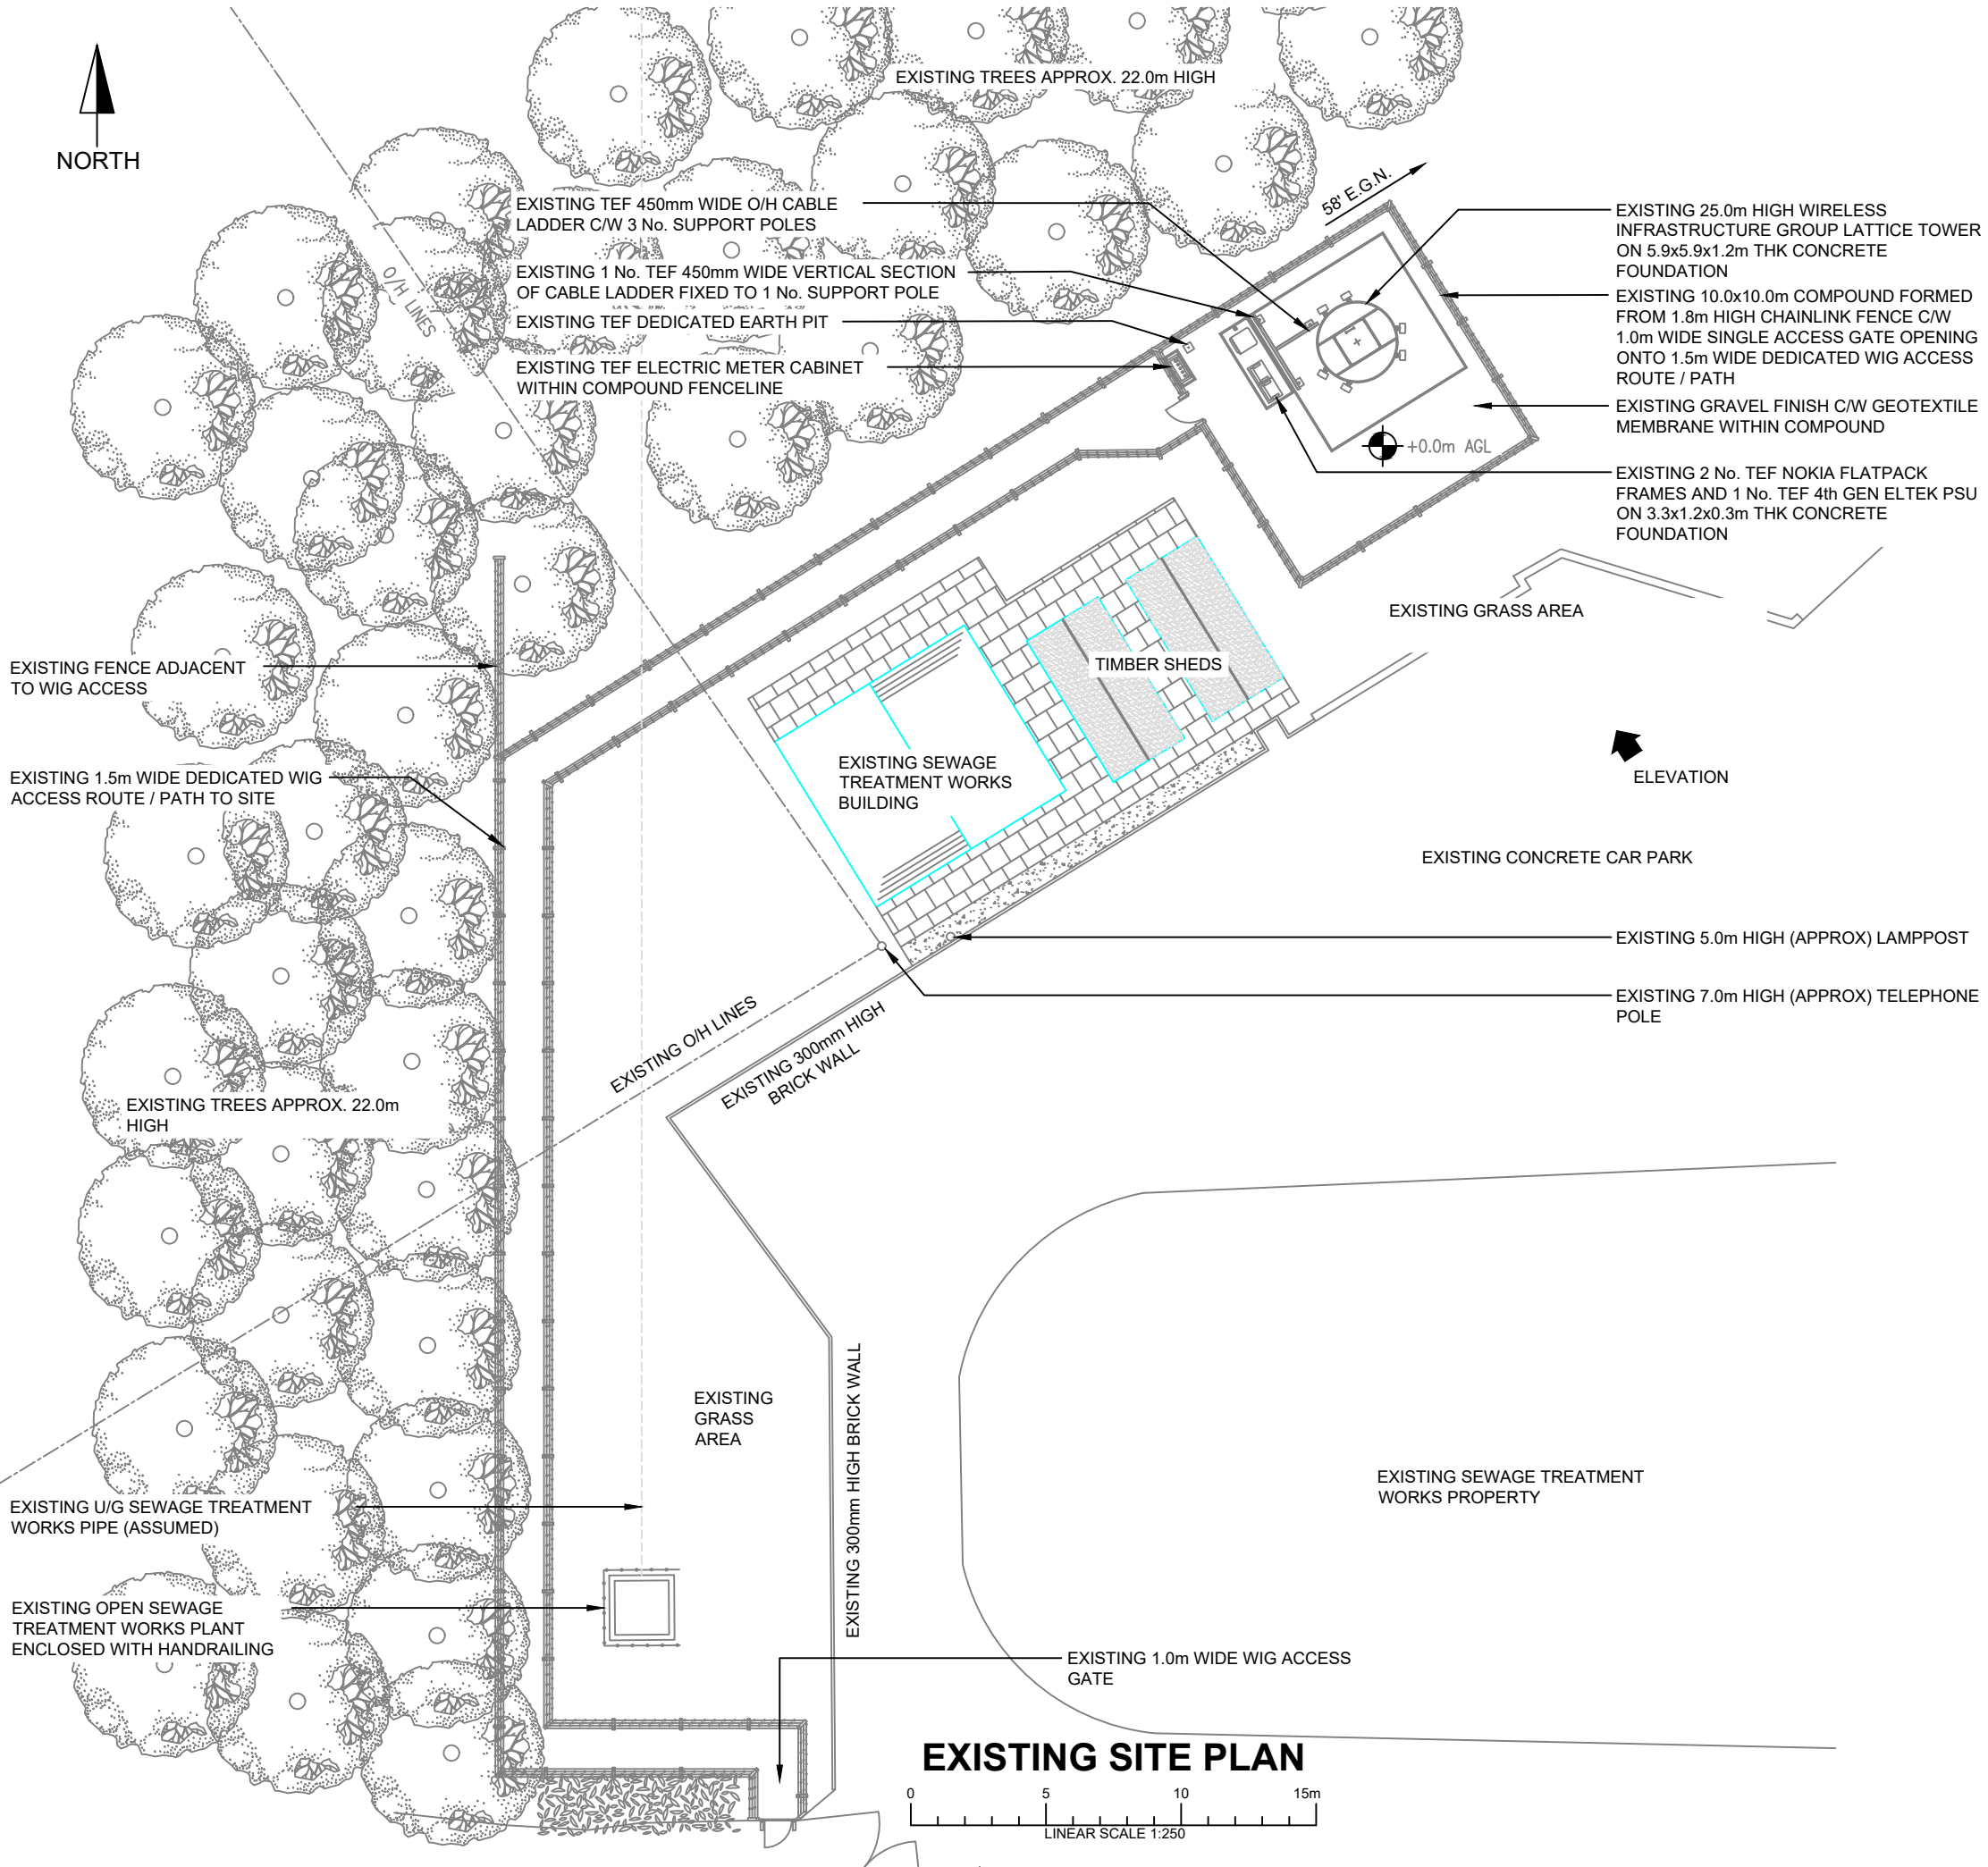 EXISTING TREES APPROX. 22.0m HIGH
NORTH
58' E.G.N.
EXISTING TEF 450mm WIDE O/H CABLE
LADDER C/W 3 No. SUPPORT POLES
EXISTING 25.0m HIGH WIRELESS
INFRASTRUCTURE GROUP LATTICE TOWER
ON 5.9x5.9x1.2m THK CONCRETE
FOUNDATION
O/H LINES
EXISTING 1 No. TEF 450mm WIDE VERTICAL SECTION
OF CABLE LADDER FIXED TO 1 No. SUPPORT POLE
EXISTING 10.0x10.0m COMPOUND FORMED
FROM 1.8m HIGH CHAINLINK FENCE C/W
1.0m WIDE SINGLE ACCESS GATE OPENING
ONTO 1.5m WIDE DEDICATED WIG ACCESS
ROUTE / PATH
EXISTING TEF DEDICATED EARTH PIT
EXISTING TEF ELECTRIC METER CABINET
WITHIN COMPOUND FENCELINE
EXISTING GRAVEL FINISH C/W GEOTEXTILE
MEMBRANE WITHIN COMPOUND
+0.0m AGL
EXISTING 2 No. TEF NOKIA FLATPACK
FRAMES AND 1 No. TEF 4th GEN ELTEK PSU
ON 3.3x1.2x0.3m THK CONCRETE
FOUNDATION
EXISTING GRASS AREA
EXISTING FENCE ADJACENT
TO WIG ACCESS
TIMBER SHEDS
EXISTING SEWAGE
TREATMENT WORKS
BUILDING
ELEVATION
EXISTING 1.5m WIDE DEDICATED WIG
ACCESS ROUTE / PATH TO SITE
EXISTING CONCRETE CAR PARK
EXISTING 5.0m HIGH (APPROX) LAMPPOST
EXISTING 7.0m HIGH (APPROX) TELEPHONE
POLE
EXISTING O/H LINES
EXISTING 300mm HIGH
BRICK WALL
EXISTING TREES APPROX. 22.0m
HIGH
EXISTING
GRASS
AREA
EXISTING 300mm HIGH BRICK WALL
EXISTING SEWAGE TREATMENT
WORKS PROPERTY
EXISTING U/G SEWAGE TREATMENT
WORKS PIPE (ASSUMED)
EXISTING OPEN SEWAGE
TREATMENT WORKS PLANT
ENCLOSED WITH HANDRAILING
EXISTING 1.0m WIDE WIG ACCESS
GATE
EXISTING SITE PLAN
0 5 10 15m
LINEAR SCALE 1:250